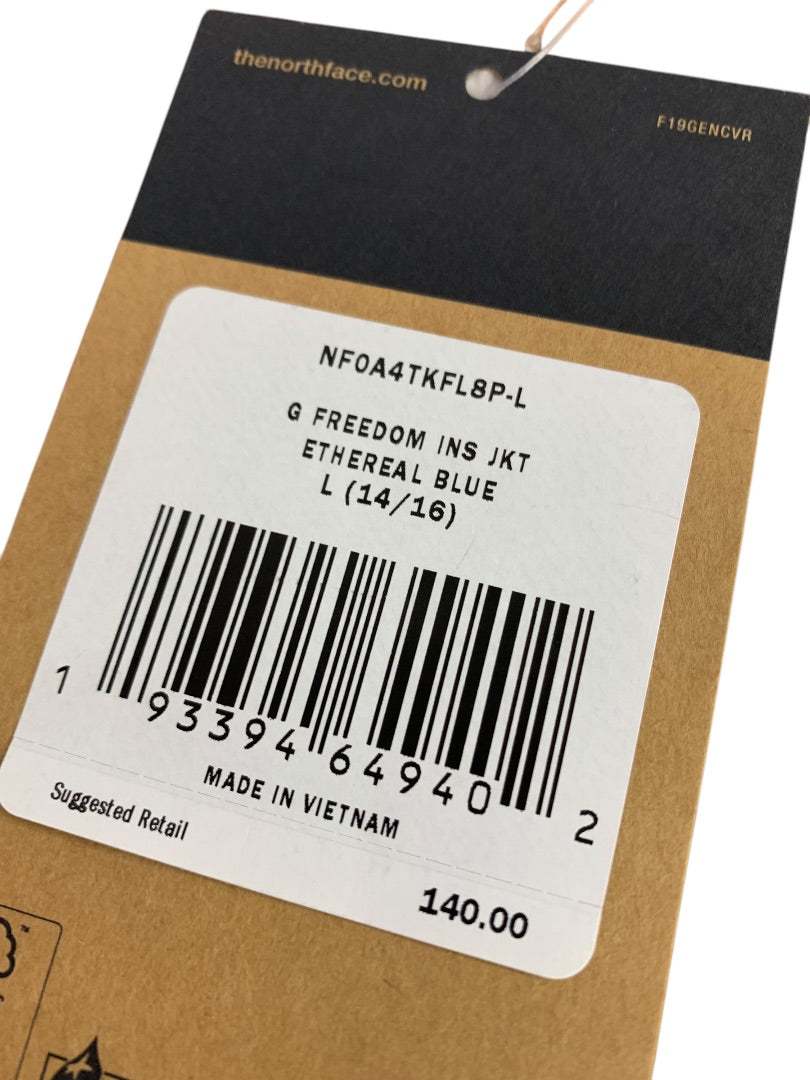 thenorthface.com
F19GENCVR
NF0A4TKFL8P-L
G FREEDOM INS JKT
ETHEREAL BLUE
L (14/16)
1 93394 64940 2
MADE IN VIETNAM
Suggested Retail
140.00
™